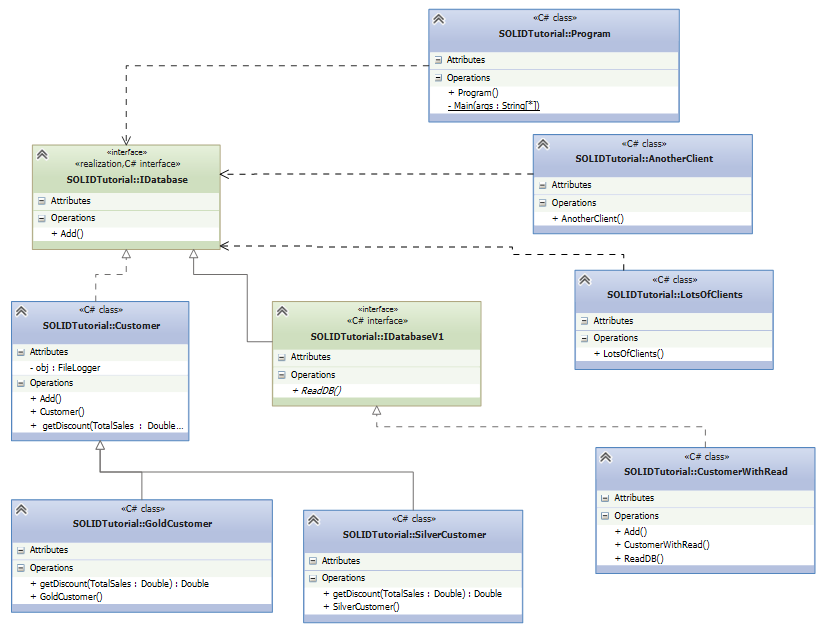 «C# class»
SOLIDTutorial::Program
Attributes
Operations
+ Program()
- Main(args : String[*])
«interface»
«realization,C# interface»
SOLIDTutorial::IDatabase
Attributes
Operations
+ Add()
«C# class»
SOLIDTutorial::AnotherClient
Attributes
Operations
+ AnotherClient()
«C# class»
SOLIDTutorial::LotsOfClients
Attributes
Operations
+ LotsOfClients()
«C# class»
SOLIDTutorial::Customer
Attributes
- obj : FileLogger
Operations
+ Add()
+ Customer()
+ getDiscount(TotalSales : Double...
«interface»
«C# interface»
SOLIDTutorial::IDatabaseV1
Attributes
Operations
+ ReadDB()
«C# class»
SOLIDTutorial::CustomerWithRead
Attributes
Operations
+ Add()
+ CustomerWithRead()
+ ReadDB()
«C# class»
SOLIDTutorial::GoldCustomer
Attributes
Operations
+ getDiscount(TotalSales : Double) : Double
+ GoldCustomer()
«C# class»
SOLIDTutorial::SilverCustomer
Attributes
Operations
+ getDiscount(TotalSales : Double) : Double
+ SilverCustomer()